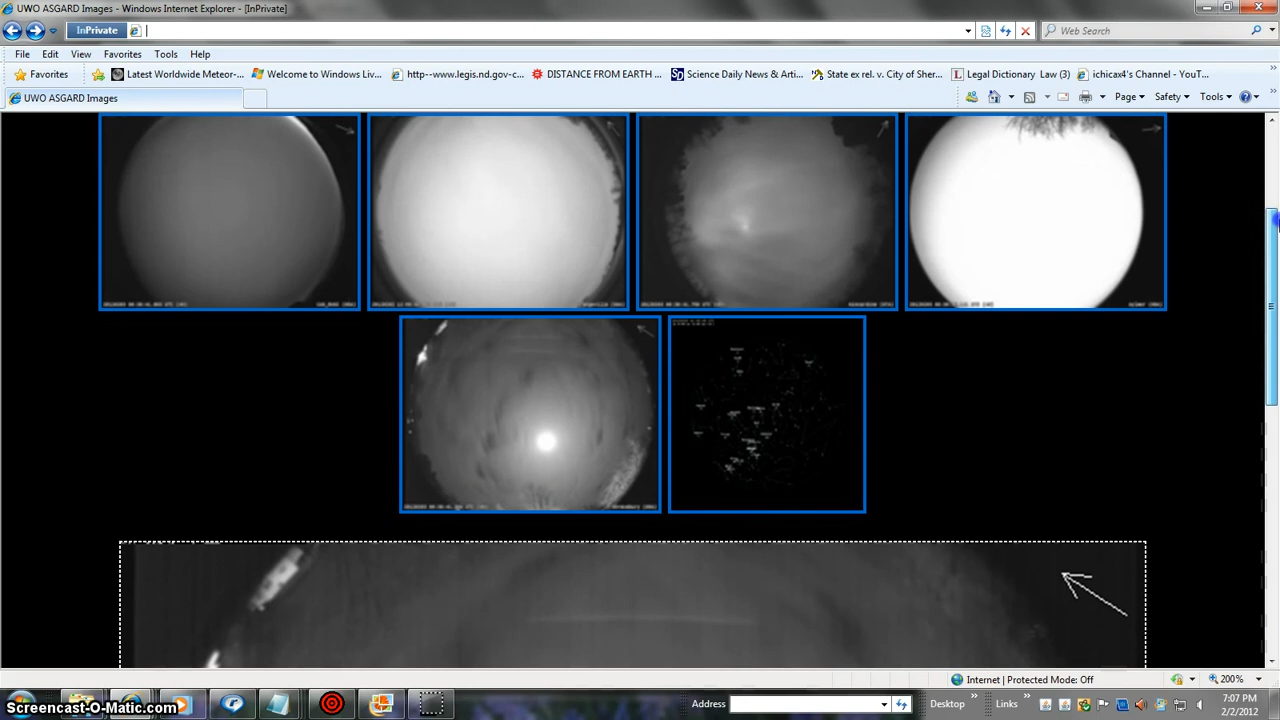 UWO ASGARD Images - Windows Internet Explorer - [InPrivate]
InPrivate
Web Search
File Edit View Favorites Tools Help
Favorites Latest Worldwide Meteor-... Welcome to Windows Liv... http--www.legis.nd.gov-c... DISTANCE FROM EARTH ... Science Daily News & Arti... State ex rel. v. City of Sher... Legal Dictionary Law (3) ichicax4's Channel - YouT...
UWO ASGARD Images
Page Safety Tools
Internet | Protected Mode: Off
200%
Address
Desktop
Links
7:07 PM
2/2/2012
Screencast-O-Matic.com